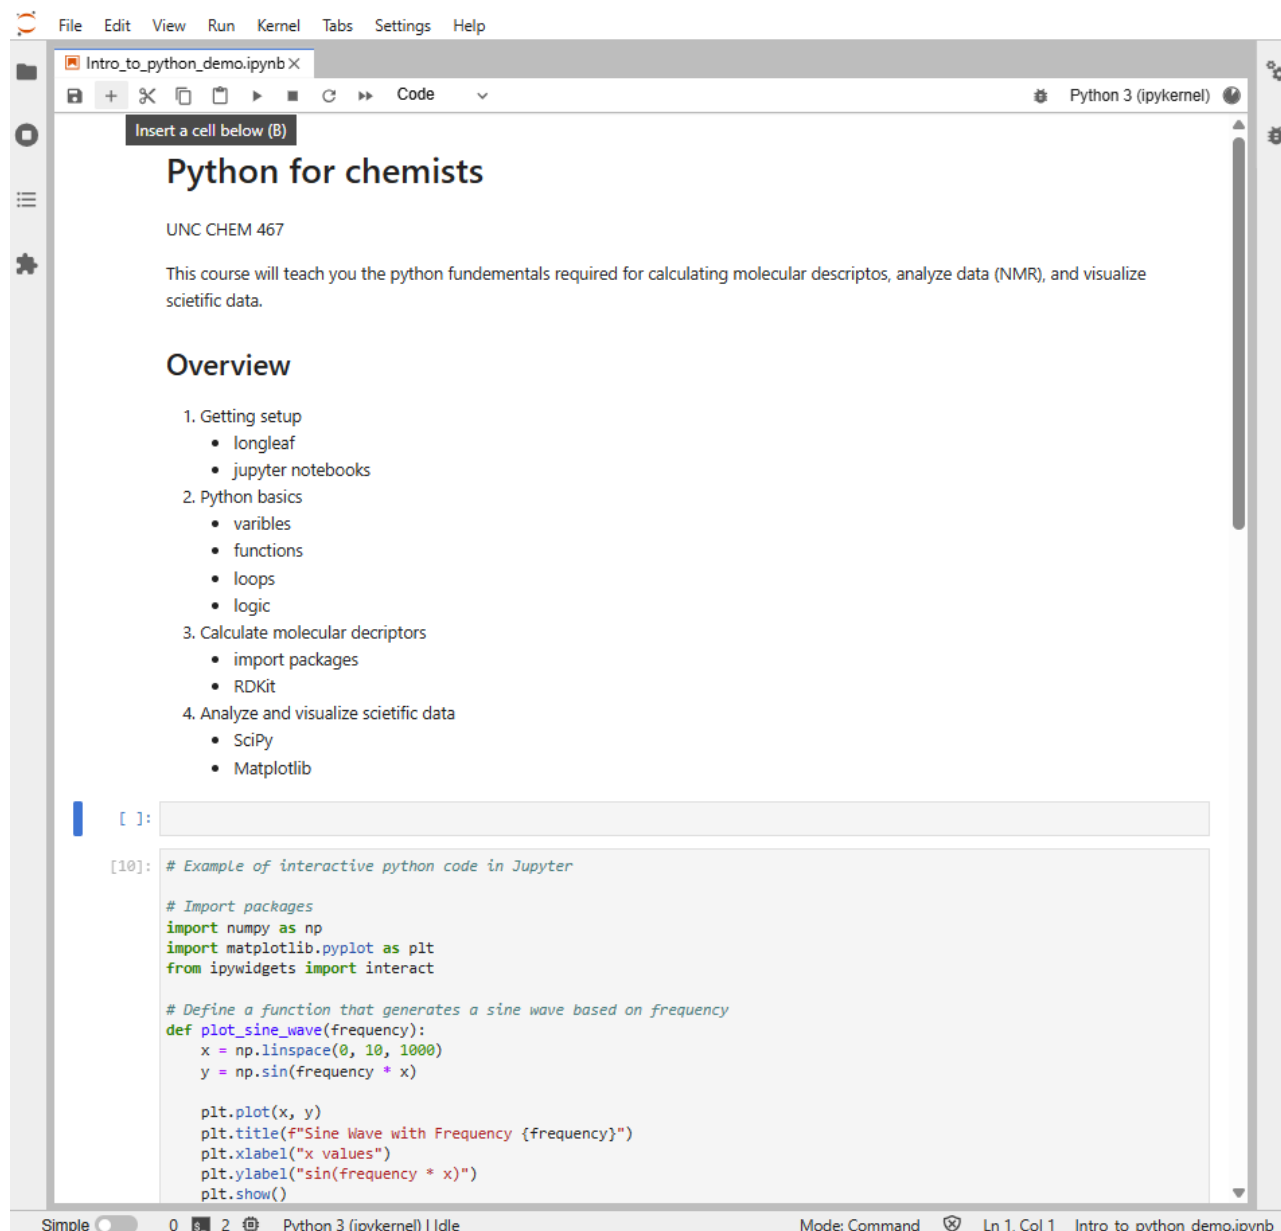 File Edit View Run Kernel Tabs Settings Help
Intro_to_python_demo.ipynb
Code Python 3 (ipykernel)
Insert a cell below (B)
Python for chemists
UNC CHEM 467
This course will teach you the python fundementals required for calculating molecular descriptos, analyze data (NMR), and visualize
scietific data.
Overview
1. Getting setup
• longleaf
• jupyter notebooks
2. Python basics
• varibles
• functions
• loops
• logic
3. Calculate molecular decriptors
• import packages
• RDKit
4. Analyze and visualize scietific data
• SciPy
• Matplotlib
[ ]:
[10]: # Example of interactive python code in Jupyter
# Import packages
import numpy as np
import matplotlib.pyplot as plt
from ipywidgets import interact
# Define a function that generates a sine wave based on frequency
def plot_sine_wave(frequency):
    x = np.linspace(0, 10, 1000)
    y = np.sin(frequency * x)
    plt.plot(x, y)
    plt.title(f"Sine Wave with Frequency {frequency}")
    plt.xlabel("x values")
    plt.ylabel("sin(frequency * x)")
    plt.show()
Simple 0 $_ 2 Python 3 (ipykernel) | Idle Mode: Command Ln 1, Col 1 Intro_to_python_demo.ipynb